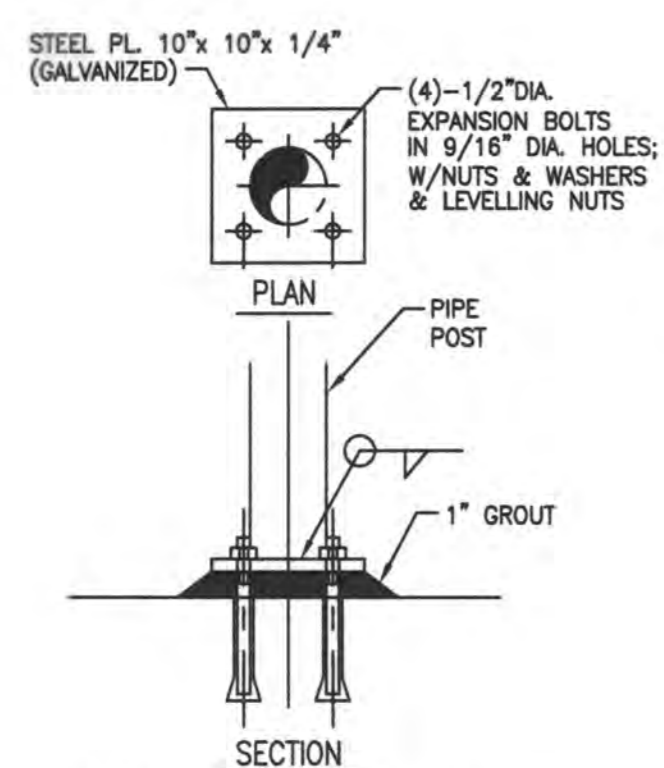 STEEL PL. 10"x 10"x 1/4"
(GALVANIZED)
(4)-1/2"DIA.
EXPANSION BOLTS
IN 9/16" DIA. HOLES;
W/NUTS & WASHERS
& LEVELLING NUTS
PLAN
PIPE
POST
1" GROUT
SECTION